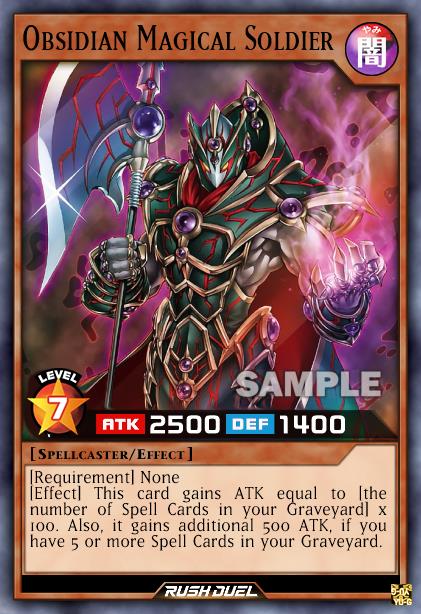 Obsidian Magical Soldier
やみ
闇
SAMPLE
LEVEL
7
ATK 2500 DEF 1400
[Spellcaster/Effect]
[Requirement] None
[Effect] This card gains ATK equal to [the
number of Spell Cards in your Graveyard] x
100. Also, it gains additional 500 ATK, if you
have 5 or more Spell Cards in your Graveyard.
RUSH DUEL